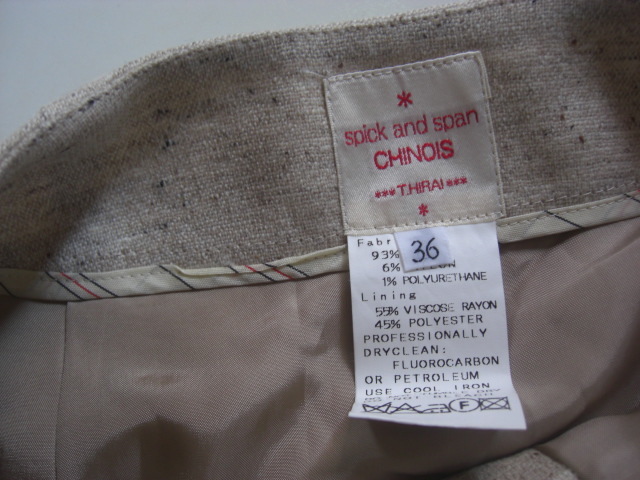 spick and span
CHINOIS
***T.HIRAI***
36
Fabr
93%
6%
1% POLYURETHANE
Lining
55% VISCOSE RAYON
45% POLYESTER
PROFESSIONALLY
DRYCLEAN:
FLUOROCARBON
OR PETROLEUM
USE COOL IRON
F